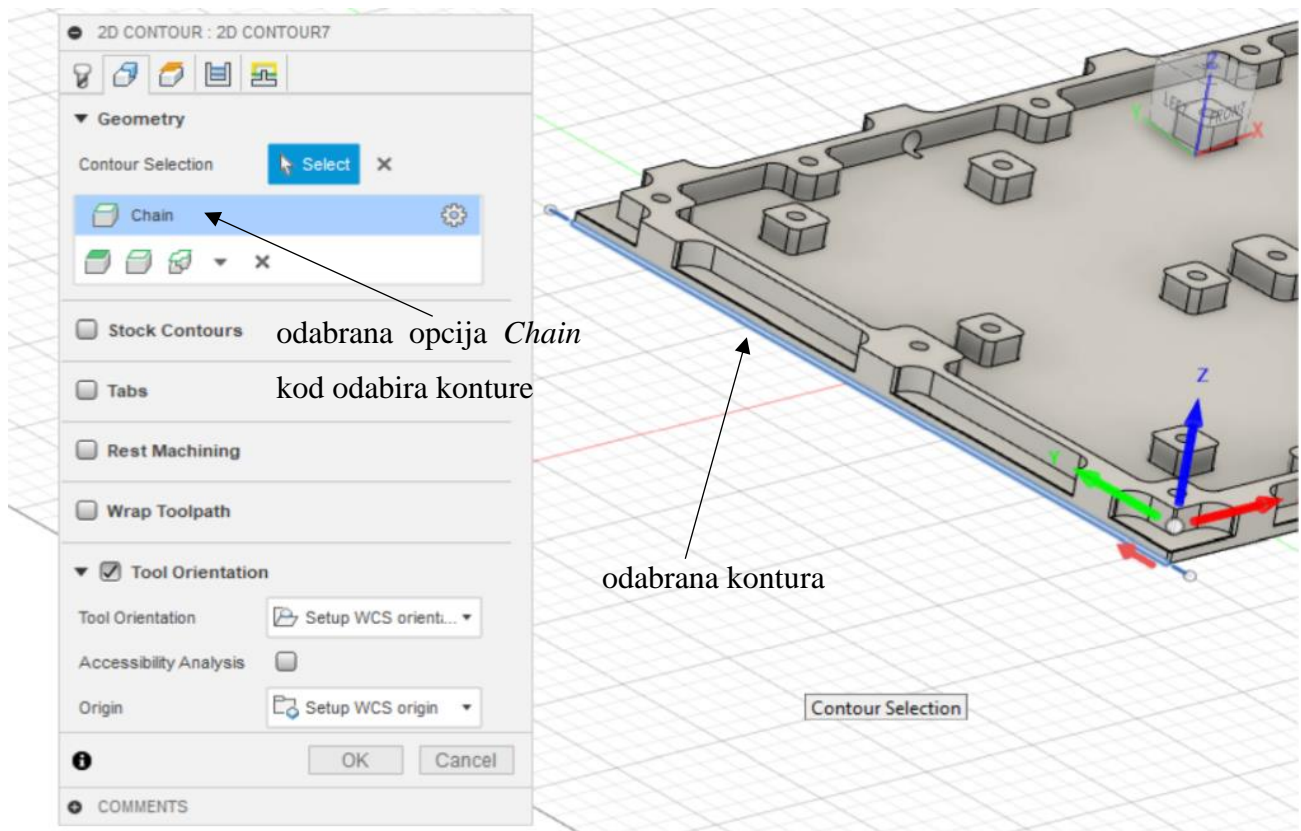 2D CONTOUR : 2D CONTOUR7
Geometry
Contour Selection
Select
Chain
Stock Contours
odabrana opcija Chain
kod odabira konture
Tabs
Rest Machining
Wrap Toolpath
Tool Orientation
Tool Orientation
Setup WCS orient...
Accessibility Analysis
Origin
Setup WCS origin
OK
Cancel
COMMENTS
Z
LEFT
FRONT
Y
X
Z
Y
odabrana kontura
Contour Selection